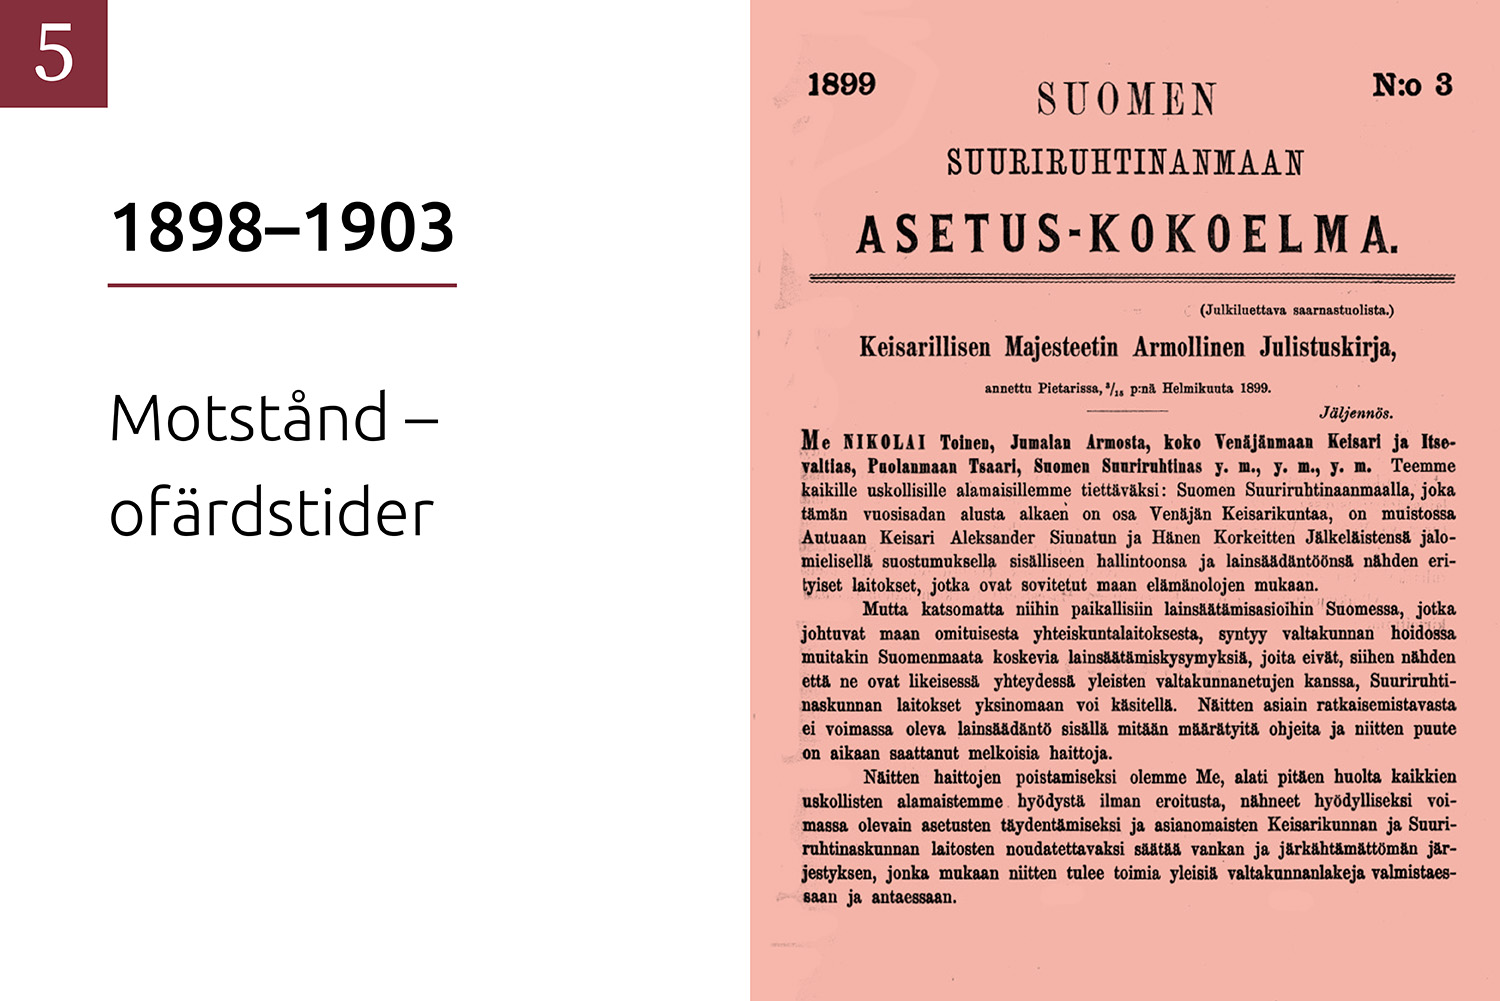 5
1898–1903
Motstånd –
ofärdstider
1899
N:o 3
SUOMEN
SUURIRUHTINANMAAN
ASETUS-KOKOELMA.
(Julkiluettava saarnastuolista.)
Keisarillisen Majesteetin Armollinen Julistuskirja,
annettu Pietarissa, 3/15 p:nä Helmikuuta 1899.
Jäljennös.
Me NIKOLAI Toinen, Jumalan Armosta, koko Venäjänmaan Keisari ja Itse-
valtias, Puolanmaan Tsaari, Suomen Suuriruhtinas y. m., y. m., y. m. Teemme
kaikille uskollisille alamaisillemme tiettäväksi: Suomen Suuriruhtinaanmaalla, joka
tämän vuosisadan alusta alkaen on osa Venäjän Keisarikuntaa, on muistossa
Autuaan Keisari Aleksander Siunatun ja Hänen Korkeitten Jälkeläistensä jalo-
mielisellä suostumuksella sisälliseen hallintoonsa ja lainsäädäntöönsä nähden eri-
tyiset laitokset, jotka ovat sovitetut maan elämänolojen mukaan.
Mutta katsomatta niihin paikallisiin lainsäätämisasioihin Suomessa, jotka
johtuvat maan omituisesta yhteiskuntalaitoksesta, syntyy valtakunnan hoidossa
muitakin Suomenmaata koskevia lainsäätämiskysymyksiä, joita eivät, siihen nähden
että ne ovat likeisessä yhteydessä yleisten valtakunnanetujen kanssa, Suuriruhti-
naskunnan laitokset yksinomaan voi käsitellä. Näitten asiain ratkaisemistavasta
ei voimassa oleva lainsäädäntö sisällä mitään määrätyitä ohjeita ja niitten puute
on aikaan saattanut melkoisia haittoja.
Näitten haittojen poistamiseksi olemme Me, alati pitäen huolta kaikkien
uskollisten alamaistemme hyödystä ilman eroitusta, nähneet hyödylliseksi voi-
massa olevain asetusten täydentämiseksi ja asianomaisten Keisarikunnan ja Suuri-
ruhtinaskunnan laitosten noudatettavaksi säätää vankan ja järkähtämättömän jär-
jestyksen, jonka mukaan niitten tulee toimia yleisiä valtakunnanlakeja valmistaes-
saan ja antaessaan.